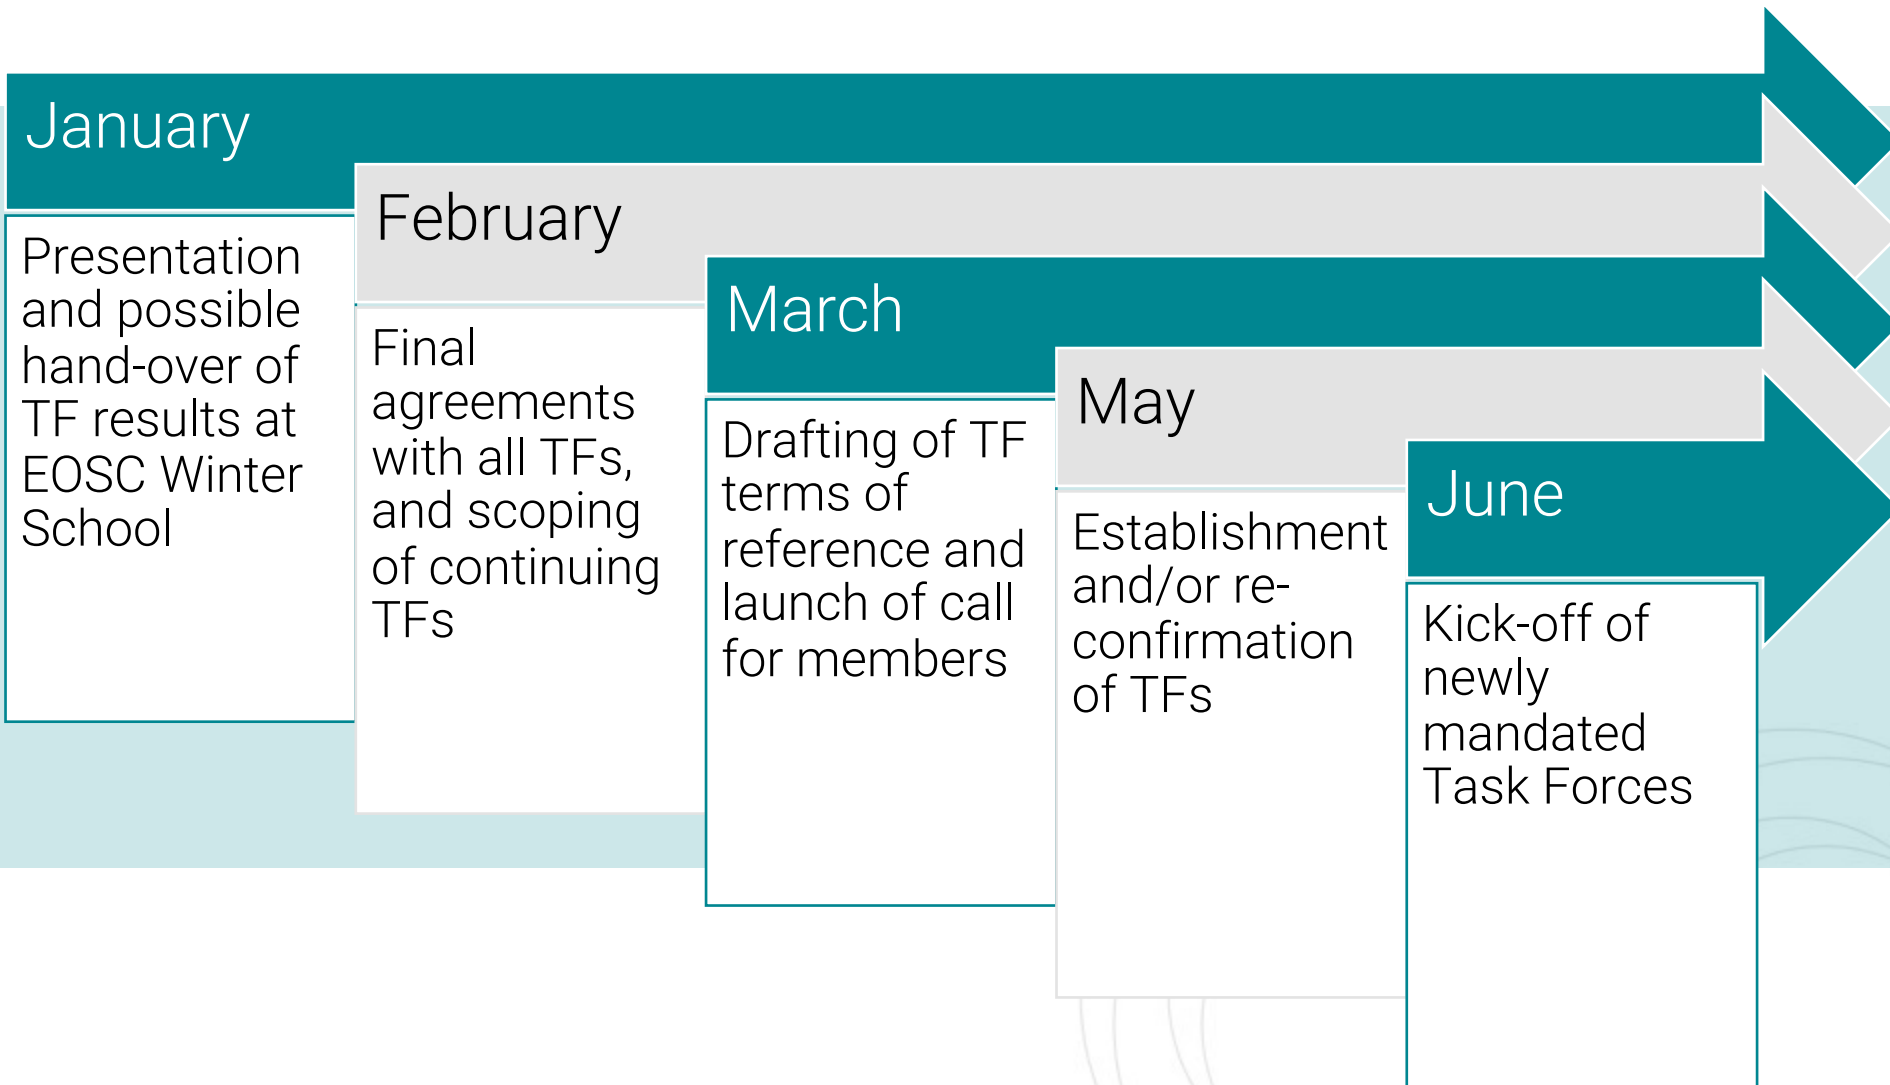 January
Presentation
and possible
hand-over of
TF results at
EOSC Winter
School
February
Final
agreements
with all TFs,
and scoping
of continuing
TFs
March
Drafting of TF
terms of
reference and
launch of call
for members
May
Establishment
and/or re-
confirmation
of TFs
June
Kick-off of
newly
mandated
Task Forces